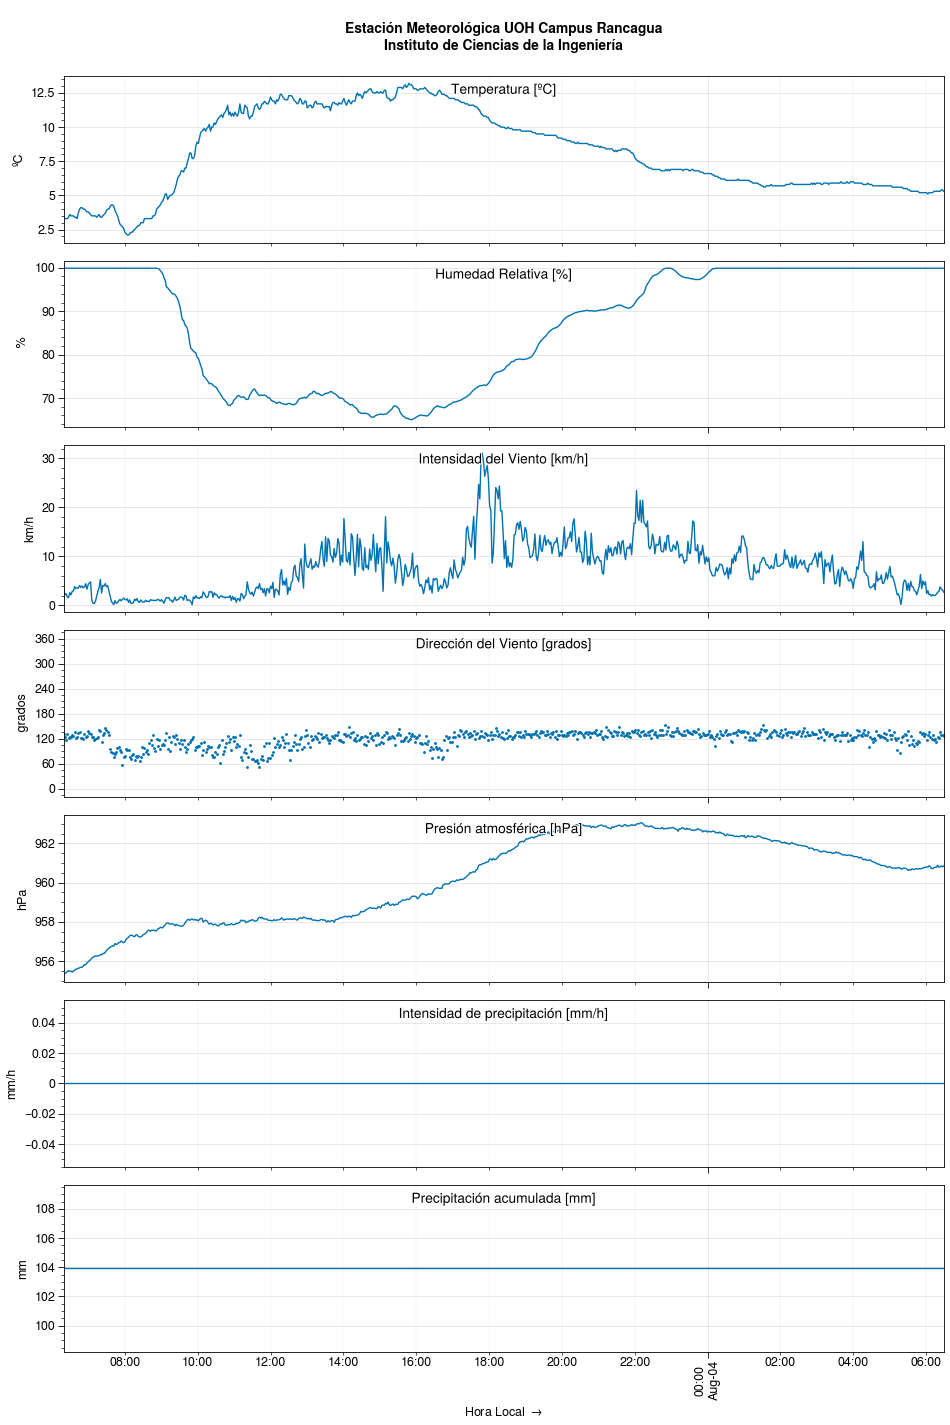 Estación Meteorológica UOH Campus Rancagua
Instituto de Ciencias de la Ingeniería
Temperatura [ºC]
ºC
12.5
10
7.5
5
2.5
Humedad Relativa [%]
%
100
90
80
70
Intensidad del Viento [km/h]
km/h
30
20
10
0
Dirección del Viento [grados]
grados
360
300
240
180
120
60
0
Presión atmosférica [hPa]
hPa
962
960
958
956
Intensidad de precipitación [mm/h]
mm/h
0.04
0.02
0
−0.02
−0.04
Precipitación acumulada [mm]
mm
108
106
104
102
100
08:00 10:00 12:00 14:00 16:00 18:00 20:00 22:00 00:00 02:00 04:00 06:00
Aug-04
Hora Local →